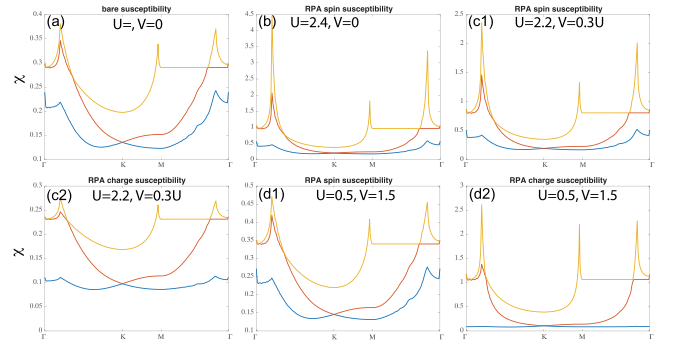 bare susceptibility
RPA spin susceptibility
RPA spin susceptibility
(a)
U=, V=0
(b)
U=2.4, V=0
(c1)
U=2.2, V=0.3U
χ
0.4
0.35
0.3
0.25
0.2
0.15
0.1
4.5
4
3.5
3
2.5
2
1.5
1
0.5
0
2.5
2
1.5
1
0.5
0
Γ K M Γ
Γ K M Γ
Γ K M Γ
RPA charge susceptibility
RPA spin susceptibility
RPA charge susceptibility
(c2)
U=2.2, V=0.3U
(d1)
U=0.5, V=1.5
(d2)
U=0.5, V=1.5
χ
0.3
0.25
0.2
0.15
0.1
0.05
0
0.5
0.45
0.4
0.35
0.3
0.25
0.2
0.15
0.1
3
2.5
2
1.5
1
0.5
0
Γ K M Γ
Γ K M Γ
Γ K M Γ